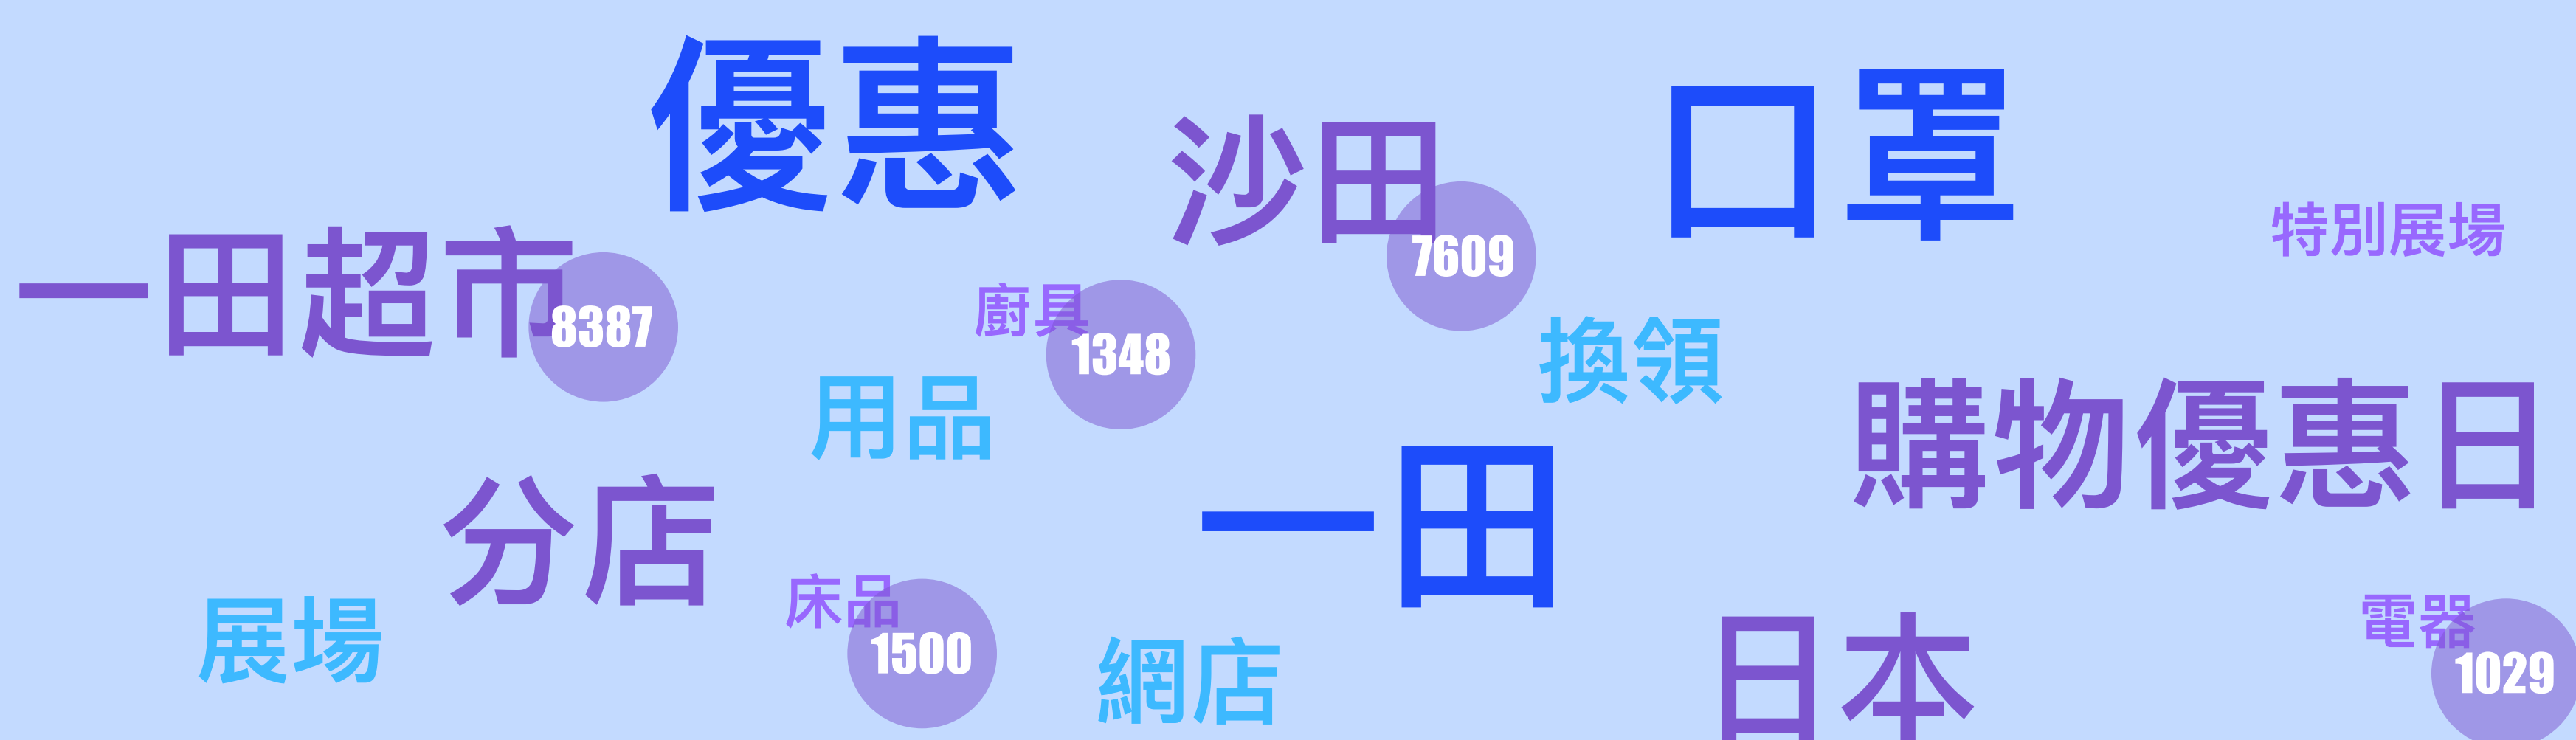 優惠
口罩
沙田
7609
特別展場
一田超市
8387
廚具
1348
換領
用品
購物優惠日
一田
分店
床品
1500
展場
電器
1029
網店
日本